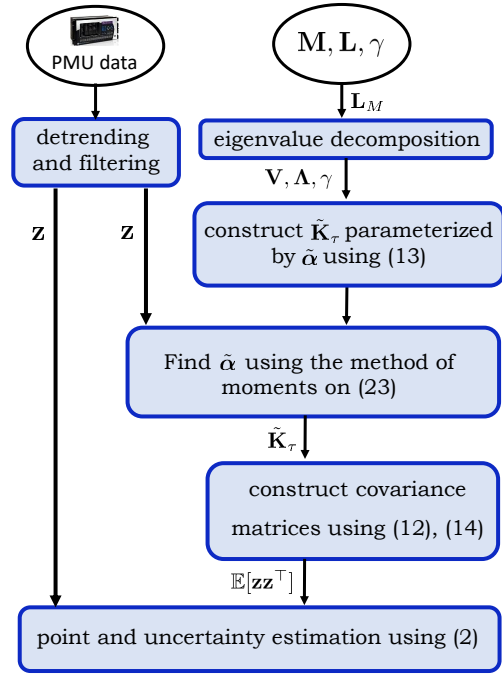 PMU data
M, L, γ
L_M
detrending
and filtering
eigenvalue decomposition
V, Λ, γ
z
z
construct K̃_τ parameterized
by α̃ using (13)
Find α̃ using the method of
moments on (23)
K̃_τ
construct covariance
matrices using (12), (14)
𝔼[zz^⊤]
point and uncertainty estimation using (2)